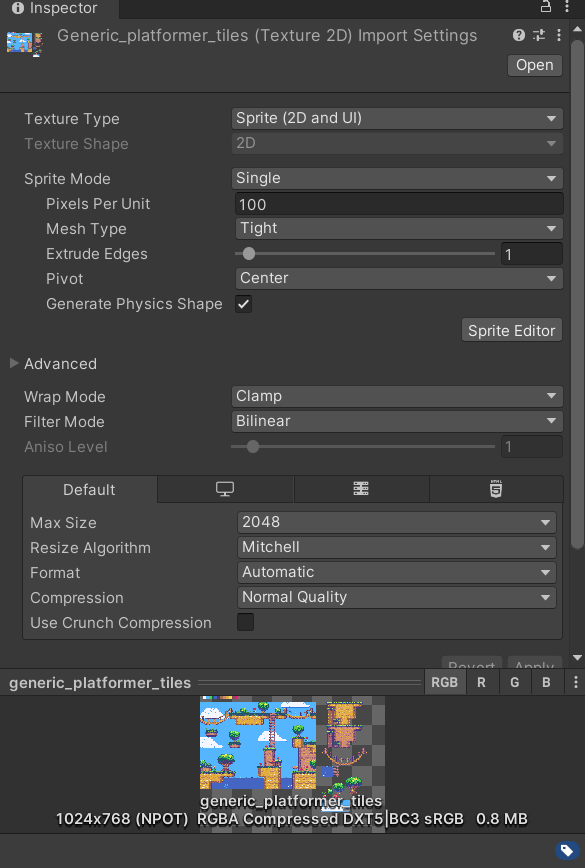 Inspector
Generic_platformer_tiles (Texture 2D) Import Settings
Open
Texture Type Sprite (2D and UI)
Texture Shape 2D
Sprite Mode Single
Pixels Per Unit 100
Mesh Type Tight
Extrude Edges 1
Pivot Center
Generate Physics Shape
Sprite Editor
Advanced
Wrap Mode Clamp
Filter Mode Bilinear
Aniso Level 1
Default HTML 5
Max Size 2048
Resize Algorithm Mitchell
Format Automatic
Compression Normal Quality
Use Crunch Compression
Revert Apply
generic_platformer_tiles RGB R G B
generic_platformer_tiles
1024x768 (NPOT) RGBA Compressed DXT5|BC3 sRGB 0.8 MB